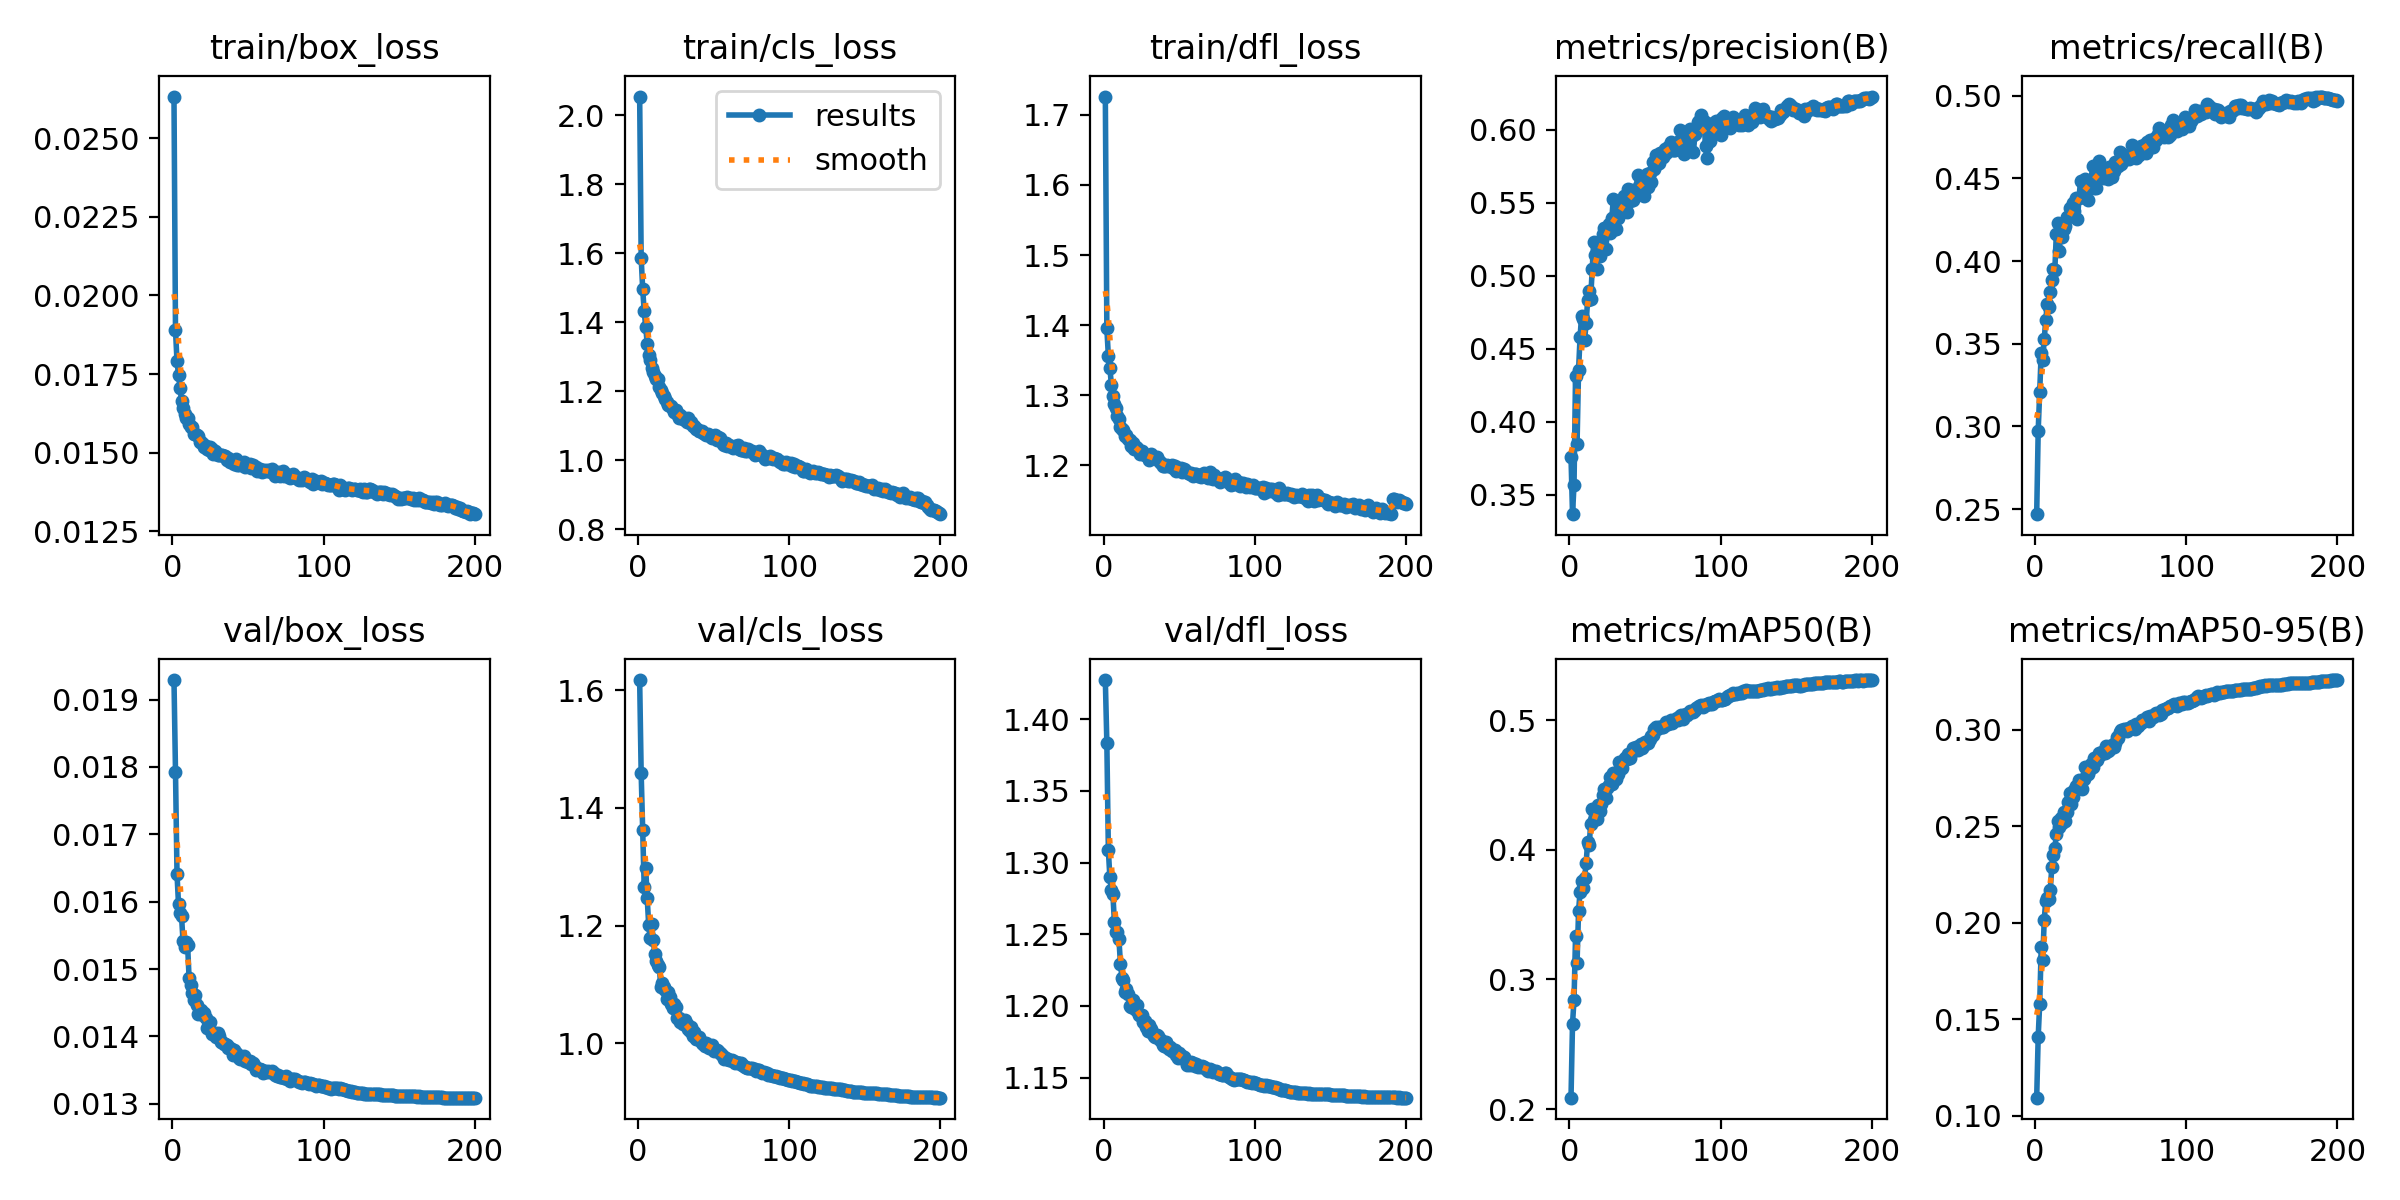 train/box_loss
0.0250
0.0225
0.0200
0.0175
0.0150
0.0125
0 100 200
train/cls_loss
results
smooth
2.0
1.8
1.6
1.4
1.2
1.0
0.8
0 100 200
train/dfl_loss
1.7
1.6
1.5
1.4
1.3
1.2
0 100 200
metrics/precision(B)
0.60
0.55
0.50
0.45
0.40
0.35
0 100 200
metrics/recall(B)
0.50
0.45
0.40
0.35
0.30
0.25
0 100 200
val/box_loss
0.019
0.018
0.017
0.016
0.015
0.014
0.013
0 100 200
val/cls_loss
1.6
1.4
1.2
1.0
0 100 200
val/dfl_loss
1.40
1.35
1.30
1.25
1.20
1.15
0 100 200
metrics/mAP50(B)
0.5
0.4
0.3
0.2
0 100 200
metrics/mAP50-95(B)
0.30
0.25
0.20
0.15
0.10
0 100 200